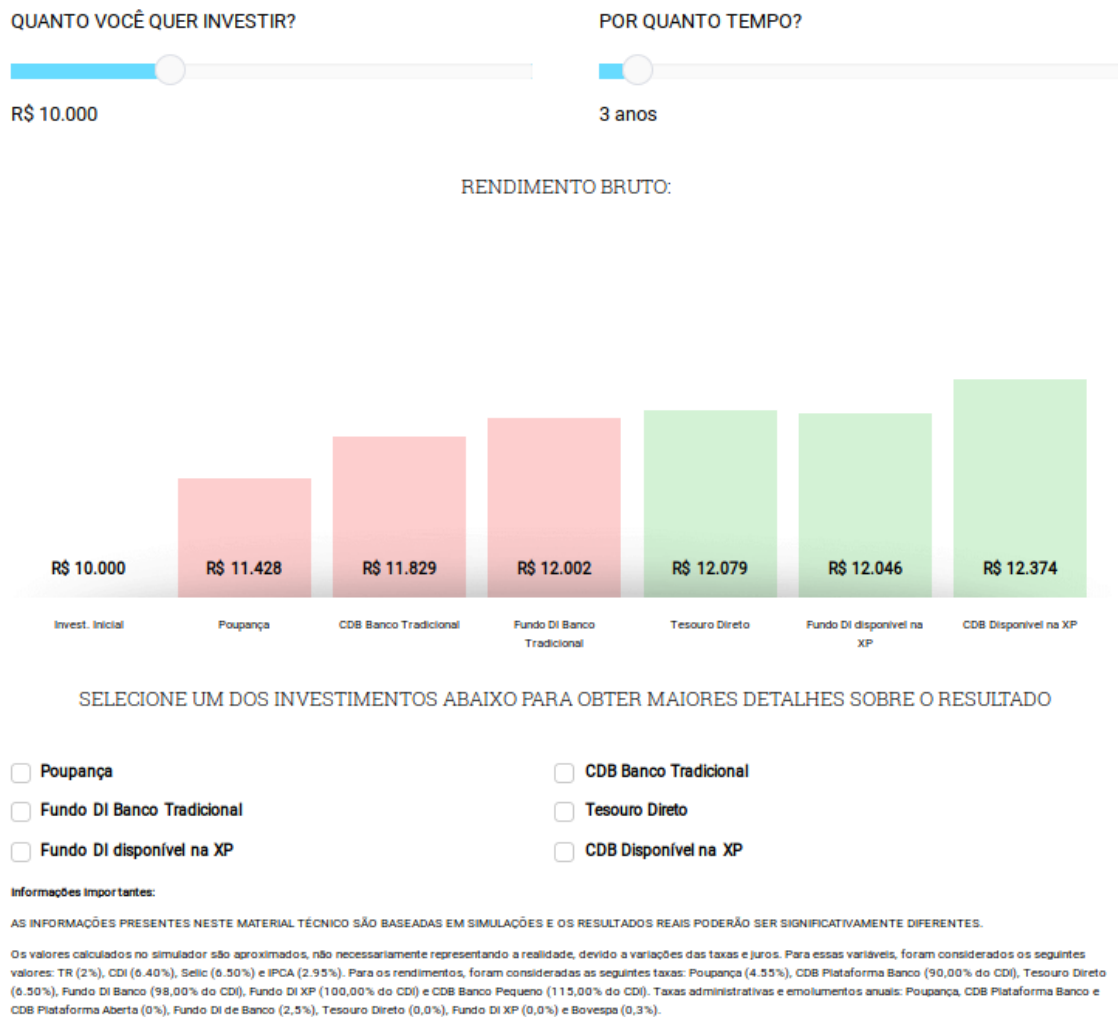 QUANTO VOCÊ QUER INVESTIR?
POR QUANTO TEMPO?
R$ 10.000
3 anos
RENDIMENTO BRUTO:
R$ 10.000
R$ 11.428
R$ 11.829
R$ 12.002
R$ 12.079
R$ 12.046
R$ 12.374
Invest. Inicial
Poupança
CDB Banco Tradicional
Fundo DI Banco
Tradicional
Tesouro Direto
Fundo DI disponível na
XP
CDB Disponível na XP
SELECIONE UM DOS INVESTIMENTOS ABAIXO PARA OBTER MAIORES DETALHES SOBRE O RESULTADO
Poupança
CDB Banco Tradicional
Fundo DI Banco Tradicional
Tesouro Direto
Fundo DI disponível na XP
CDB Disponível na XP
Informações Importantes:
AS INFORMAÇÕES PRESENTES NESTE MATERIAL TÉCNICO SÃO BASEADAS EM SIMULAÇÕES E OS RESULTADOS REAIS PODERÃO SER SIGNIFICATIVAMENTE DIFERENTES.
Os valores calculados no simulador são aproximados, não necessariamente representando a realidade, devido a variações das taxas e juros. Para essas variáveis, foram considerados os seguintes
valores: TR (2%), CDI (6.40%), Selic (6.50%) e IPCA (2.95%). Para os rendimentos, foram consideradas as seguintes taxas: Poupança (4.55%), CDB Plataforma Banco (90,00% do CDI), Tesouro Direto
(6.50%), Fundo DI Banco (98,00% do CDI), Fundo DI XP (100,00% do CDI) e CDB Banco Pequeno (115,00% do CDI). Taxas administrativas e emolumentos anuais: Poupança, CDB Plataforma Banco e
CDB Plataforma Aberta (0%), Fundo DI de Banco (2,5%), Tesouro Direto (0,0%), Fundo DI XP (0,0%) e Bovespa (0,3%).